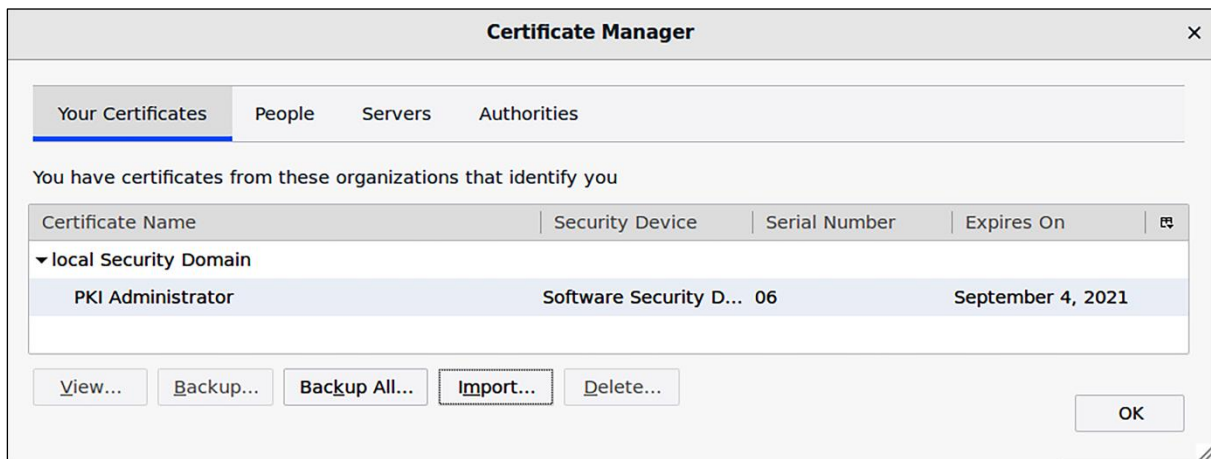 Certificate Manager ×
Your Certificates People Servers Authorities
You have certificates from these organizations that identify you
Certificate Name Security Device Serial Number Expires On
local Security Domain
PKI Administrator Software Security D... 06 September 4, 2021
View... Backup... Backup All... Import... Delete...
OK